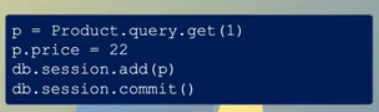 p = Product.query.get(1)
p.price = 22
db.session.add(p)
db.session.commit()